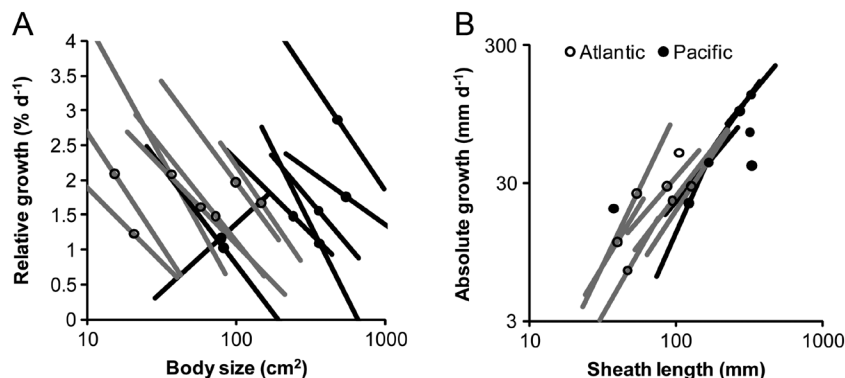 A
B
4
3.5
3
2.5
2
1.5
1
0.5
0
Relative growth (% d⁻¹)
10
100
1000
Body size (cm²)
300
30
3
Absolute growth (mm d⁻¹)
Atlantic
Pacific
10
100
1000
Sheath length (mm)